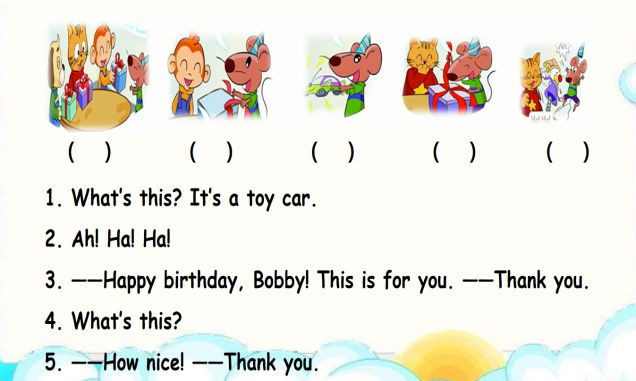 ( ) ( ) ( ) ( ) ( )
1. What's this? It's a toy car.
2. Ah! Ha! Ha!
3. ——Happy birthday, Bobby! This is for you. ——Thank you.
4. What's this?
5. ——How nice! ——Thank you.